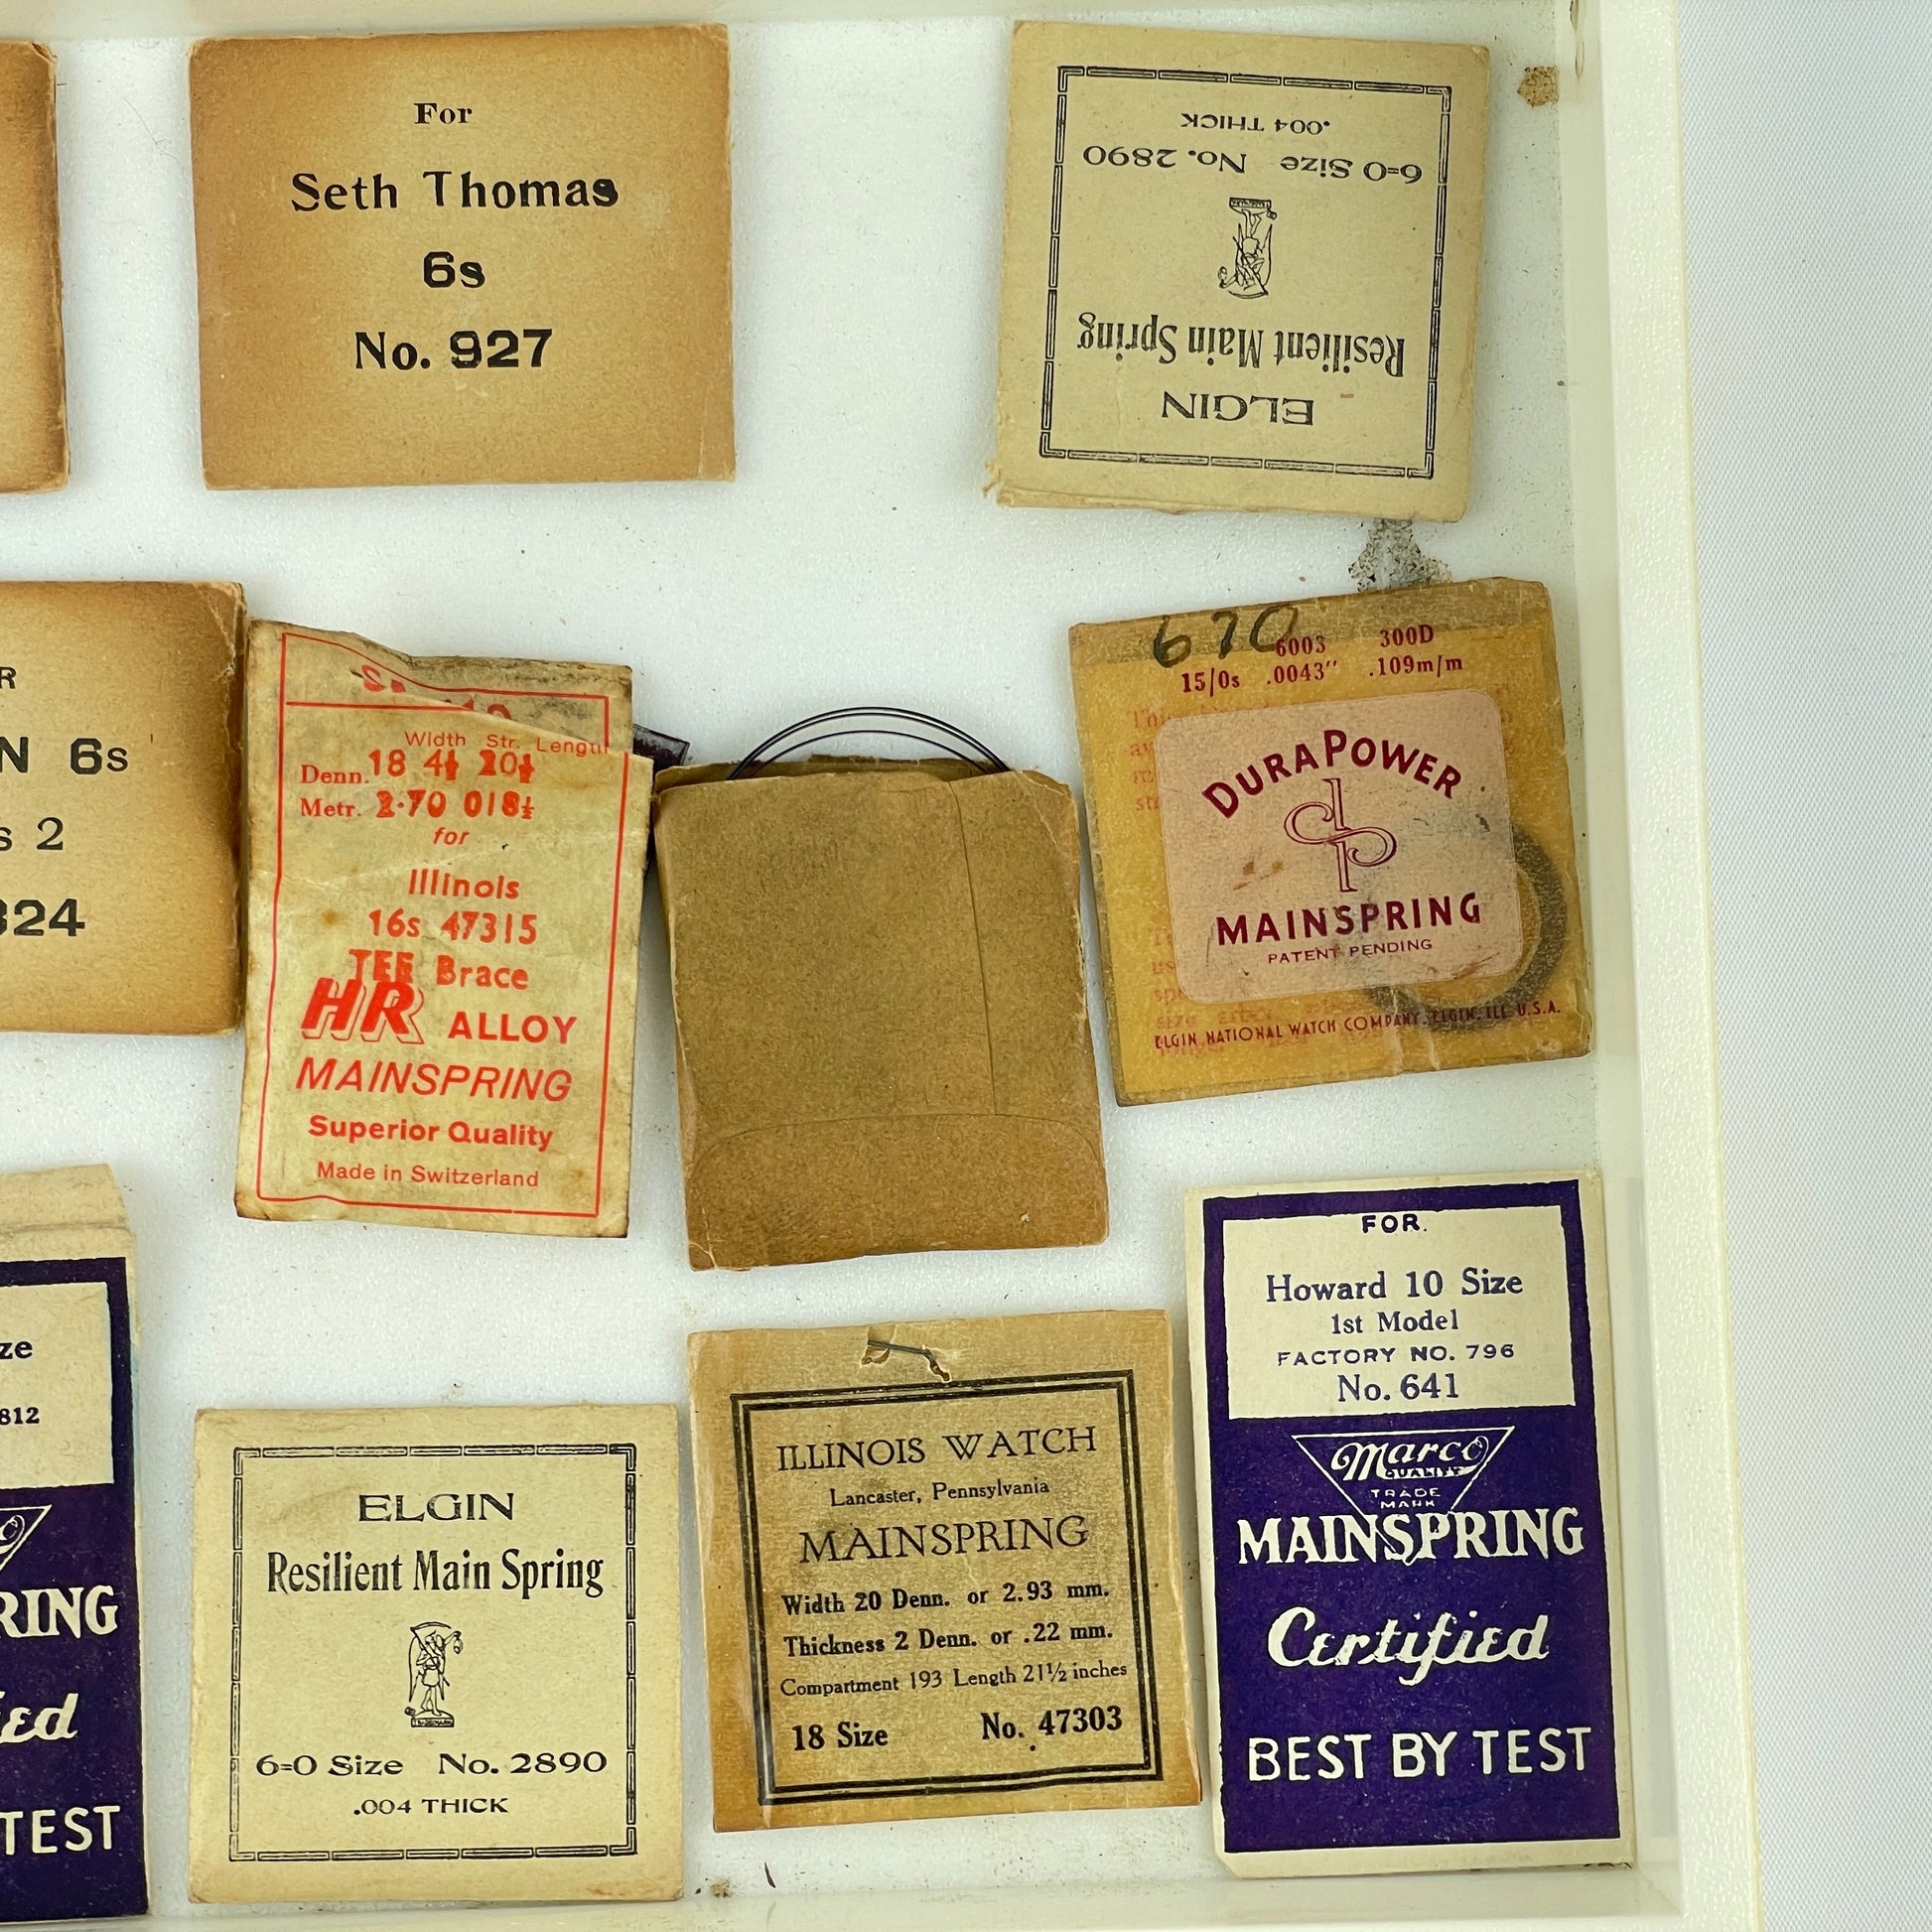 For
Seth Thomas
6s
No. 927
ELGIN
Resilient Main Spring
6=0 Size No. 2890
.004 THICK
R
N 6s
s 2
324
Width Str. Length
Denn. 18 4½ 20½
Metr. 2·70 018½
for
Illinois
16s 47315
TEE Brace
HR ALLOY
MAINSPRING
Superior Quality
Made in Switzerland
670
6003 300D
15/0s .0043" .109m/m
DURAPOWER
MAINSPRING
PATENT PENDING
ELGIN NATIONAL WATCH COMPANY, ELGIN, ILL. U.S.A.
ze
812
RING
ied
TEST
ELGIN
Resilient Main Spring
6=0 Size No. 2890
.004 THICK
ILLINOIS WATCH
Lancaster, Pennsylvania
MAINSPRING
Width 20 Denn. or 2.93 mm.
Thickness 2 Denn. or .22 mm.
Compartment 193 Length 21½ inches
18 Size No. 47303
FOR.
Howard 10 Size
1st Model
FACTORY NO. 796
No. 641
Marco
QUALITY
TRADE
MARK
MAINSPRING
Certified
BEST BY TEST